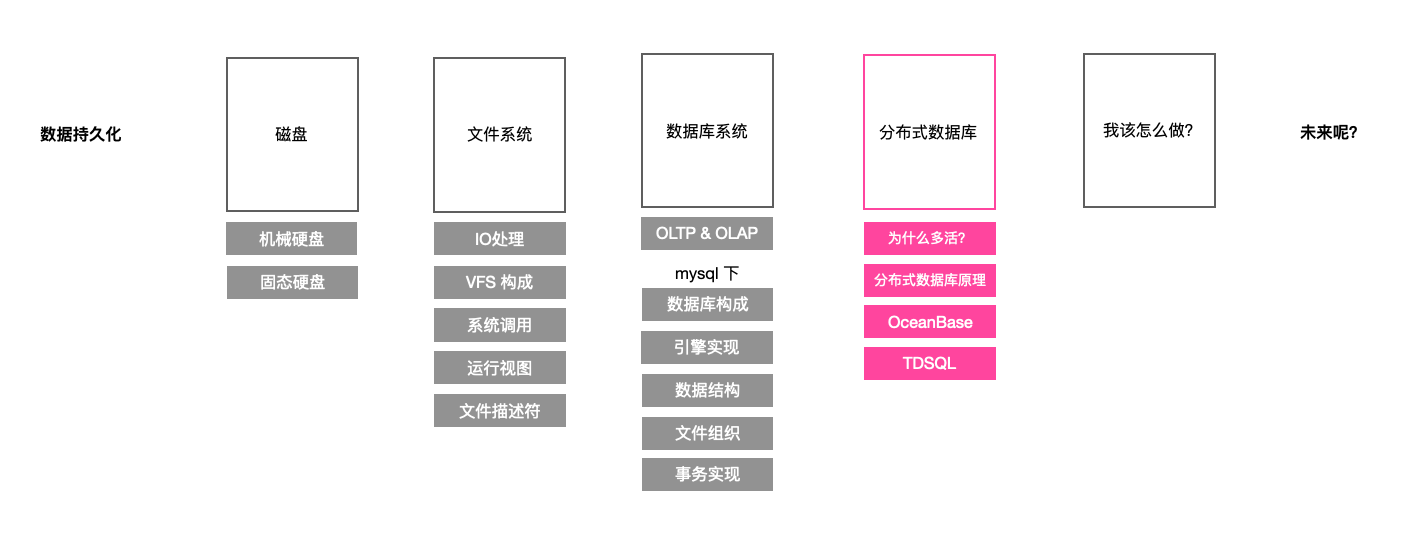 数据持久化
磁盘
机械硬盘
固态硬盘
文件系统
IO处理
VFS 构成
系统调用
运行视图
文件描述符
数据库系统
OLTP & OLAP
mysql 下
数据库构成
引擎实现
数据结构
文件组织
事务实现
分布式数据库
为什么多活?
分布式数据库原理
OceanBase
TDSQL
我该怎么做?
未来呢?